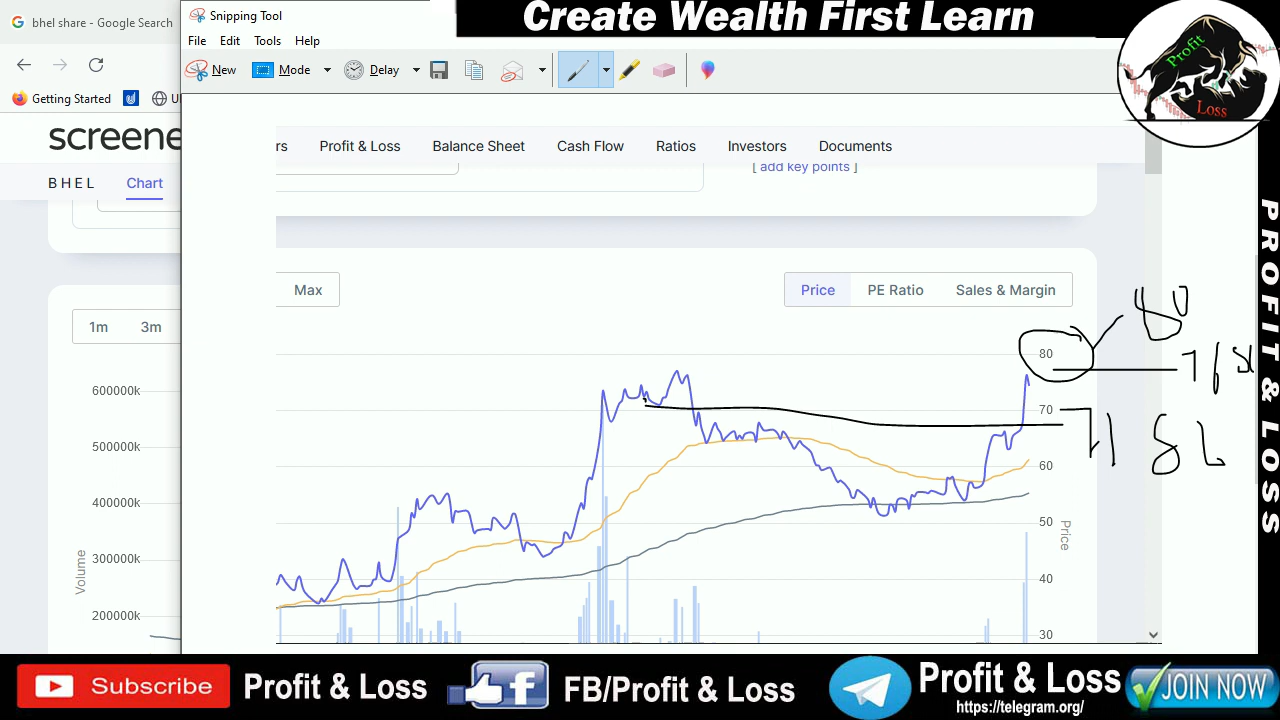 Create Wealth First Learn
bhel share - Google Search
Snipping Tool
File Edit Tools Help
New Mode Delay
Getting Started
screene
rs Profit & Loss Balance Sheet Cash Flow Ratios Investors Documents
[ add key points ]
BHEL Chart
Max
Price PE Ratio Sales & Margin
1m 3m
80
70
60
50
40
30
Price
600000k
500000k
400000k
300000k
200000k
Volume
80
Profit
Loss
PROFIT & LOSS
Subscribe
Profit & Loss
f
FB/Profit & Loss
Profit & Loss
https://telegram.org/
JOIN NOW